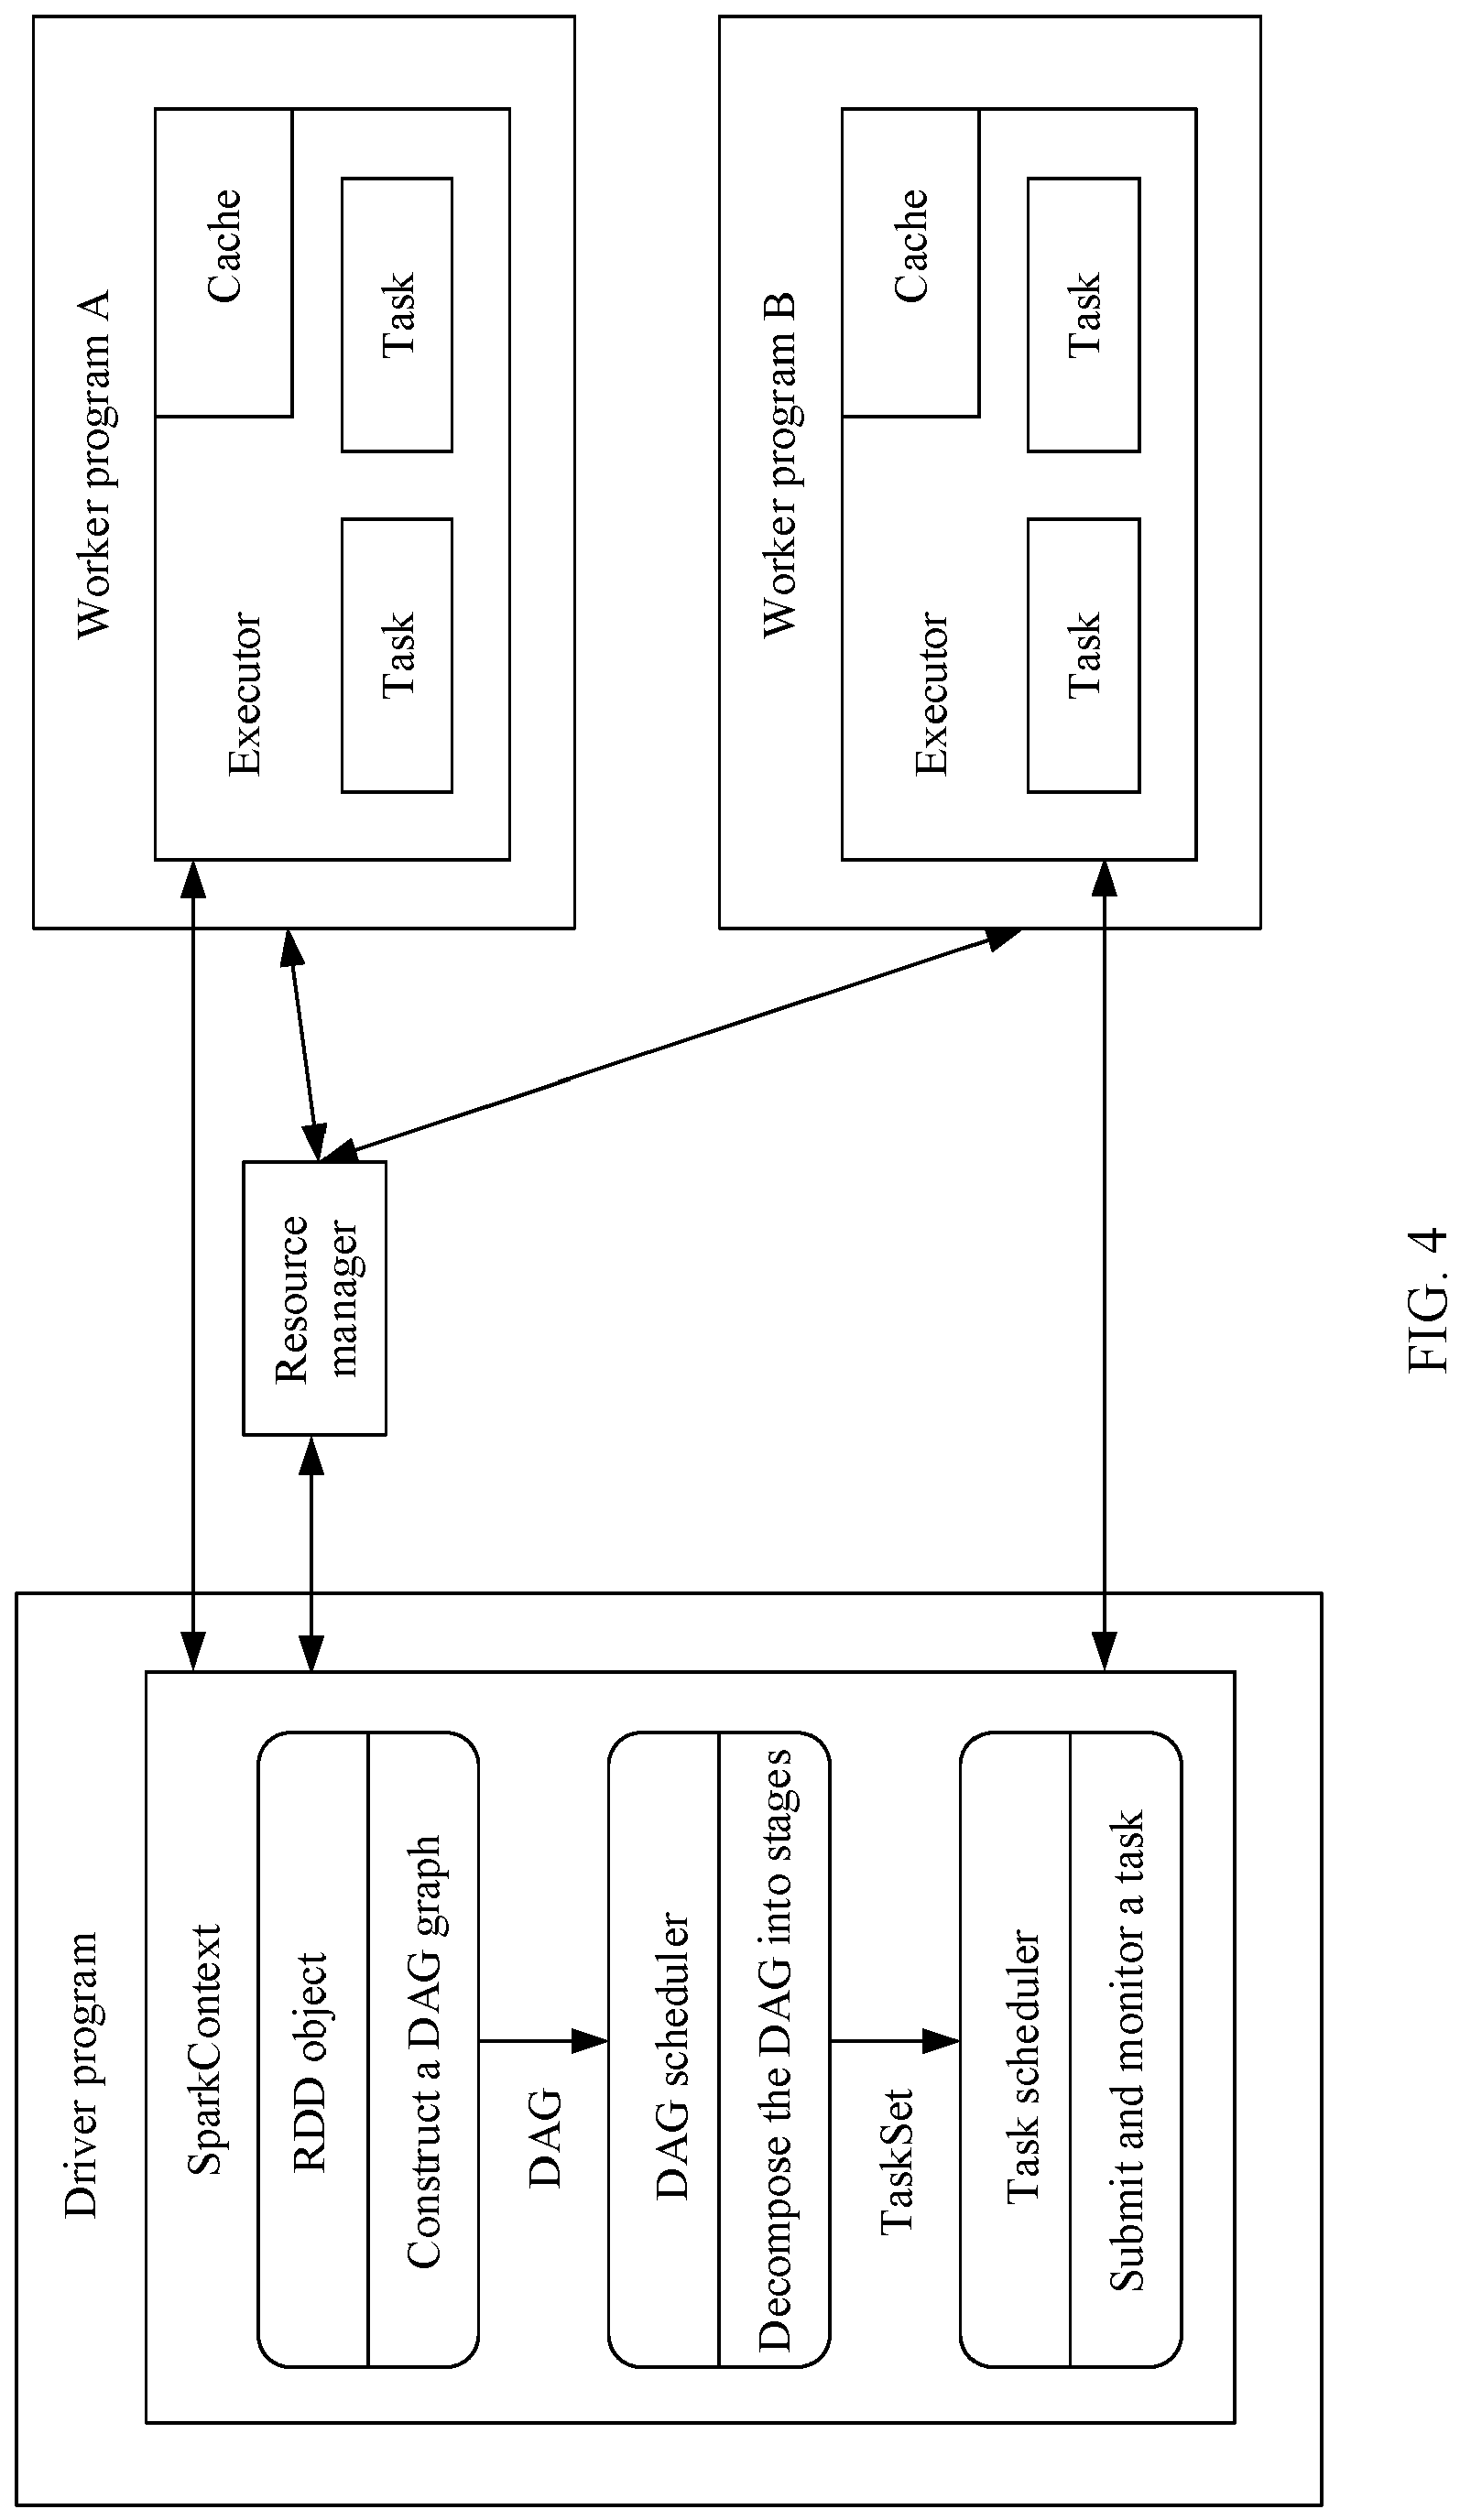 Driver program
SparkContext
RDD object
Construct a DAG graph
DAG
DAG scheduler
Decompose the DAG into stages
TaskSet
Task scheduler
Submit and monitor a task
Resource
manager
Worker program A
Executor
Cache
Task
Task
Worker program B
Executor
Cache
Task
Task
FIG. 4